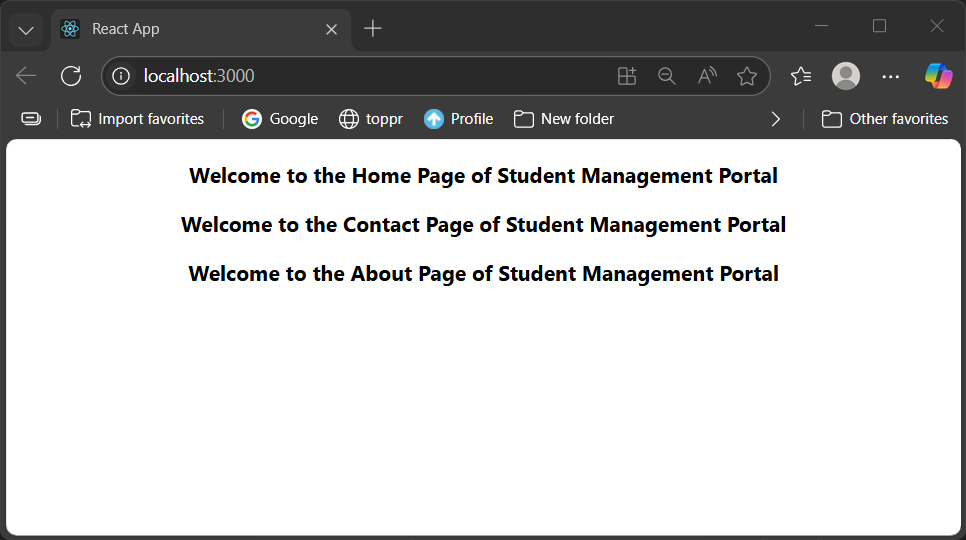 React App
localhost:3000
Import favorites Google toppr Profile New folder Other favorites
Welcome to the Home Page of Student Management Portal
Welcome to the Contact Page of Student Management Portal
Welcome to the About Page of Student Management Portal